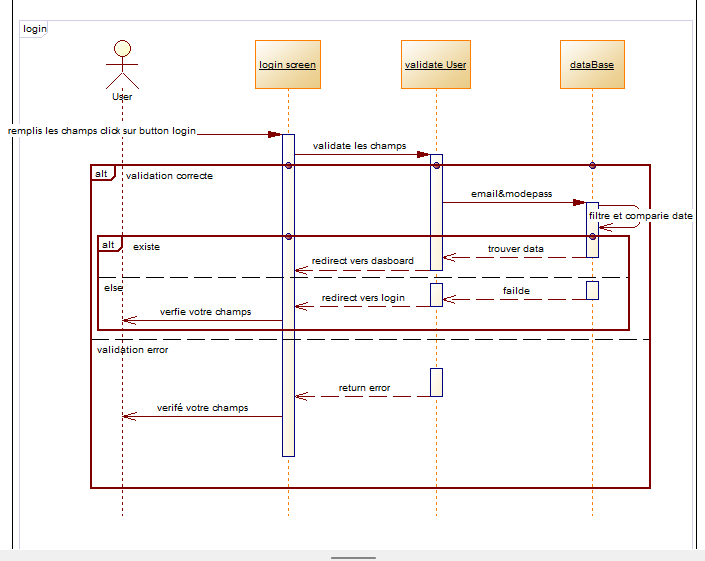 login
login screen
validate User
dataBase
User
remplis les champs click sur button login
validate les champs
alt
validation correcte
email&modepass
filtre et comparie date
alt
existe
trouver data
redirect vers dasboard
else
failde
redirect vers login
verfie votre champs
validation error
return error
verifé votre champs